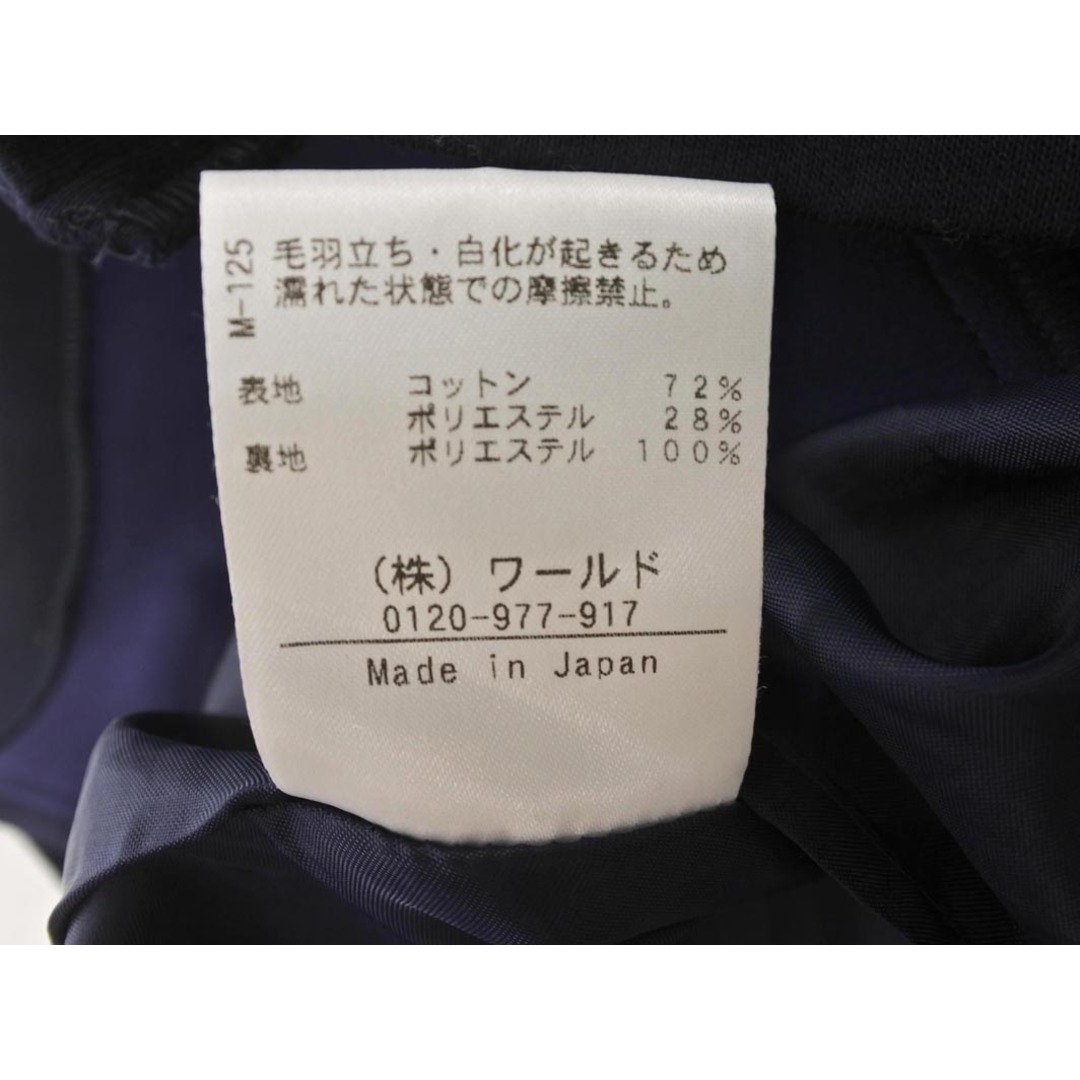 M-125
毛羽立ち・白化が起きるため
濡れた状態での摩擦禁止。
表地 コットン 72%
ポリエステル 28%
裏地 ポリエステル 100%
(株) ワールド
0120-977-917
Made in Japan